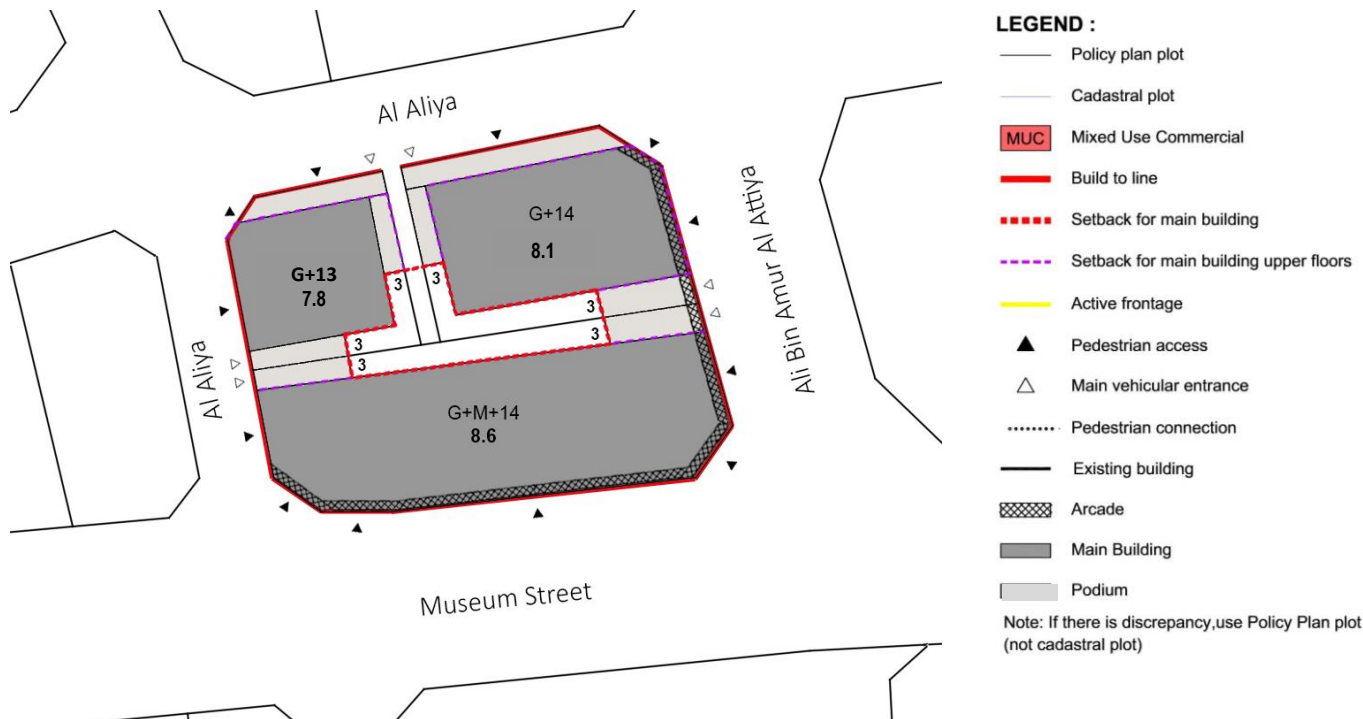 Al Aliya
G+14
8.1
G+13
7.8
3
3
3
3
3
3
G+M+14
8.6
Al Aliya
Ali Bin Amur Al Attiya
Museum Street
LEGEND :
Policy plan plot
Cadastral plot
MUC Mixed Use Commercial
Build to line
Setback for main building
Setback for main building upper floors
Active frontage
Pedestrian access
Main vehicular entrance
Pedestrian connection
Existing building
Arcade
Main Building
Podium
Note: If there is discrepancy,use Policy Plan plot
(not cadastral plot)